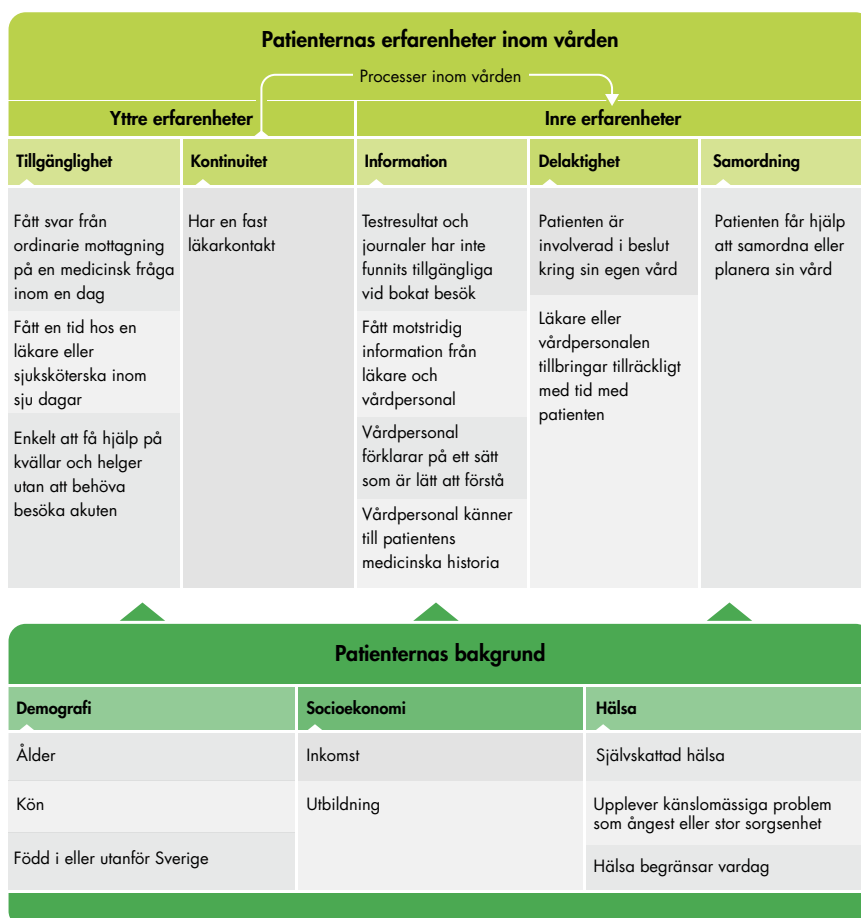 Patienternas erfarenheter inom vården
Processer inom vården
Yttre erfarenheter
Inre erfarenheter
Tillgänglighet
Kontinuitet
Information
Delaktighet
Samordning
Fått svar från
ordinarie mottagning
på en medicinsk fråga
inom en dag
Fått en tid hos en
läkare eller
sjuksköterska inom
sju dagar
Enkelt att få hjälp på
kvällar och helger
utan att behöva
besöka akuten
Har en fast
läkarkontakt
Testresultat och
journaler har inte
funnits tillgängliga
vid bokat besök
Fått motstridig
information från
läkare och
vårdpersonal
Vårdpersonal
förklarar på ett sätt
som är lätt att förstå
Vårdpersonal känner
till patientens
medicinska historia
Patienten är
involverad i beslut
kring sin egen vård
Läkare eller
vårdpersonalen
tillbringar tillräckligt
med tid med
patienten
Patienten får hjälp
att samordna eller
planera sin vård
Patienternas bakgrund
Demografi
Socioekonomi
Hälsa
Ålder
Kön
Född i eller utanför Sverige
Inkomst
Utbildning
Självskattad hälsa
Upplever känslomässiga problem
som ångest eller stor sorgsenhet
Hälsa begränsar vardag